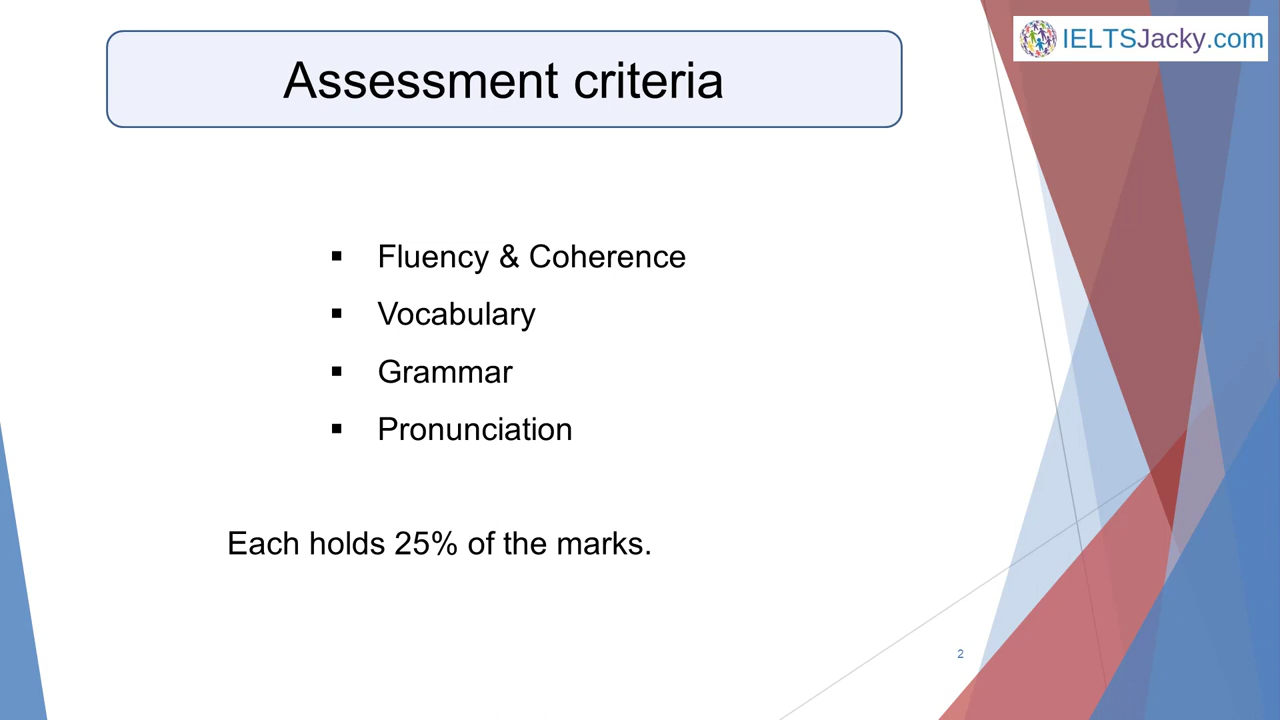 IELTSJacky.com
Assessment criteria
▪ Fluency & Coherence
▪ Vocabulary
▪ Grammar
▪ Pronunciation
Each holds 25% of the marks.
2